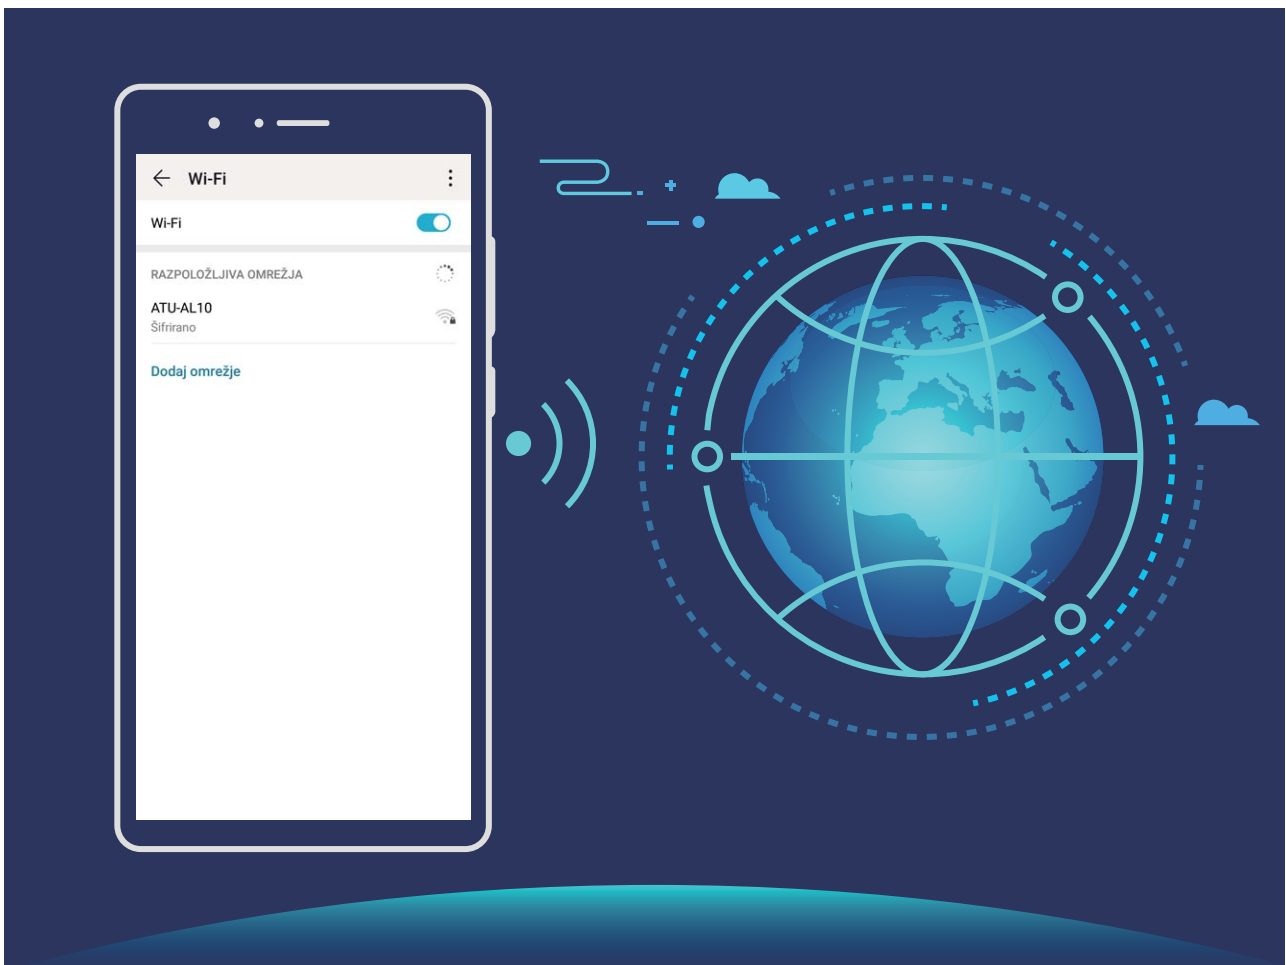 Wi-Fi
Wi-Fi
RAZPOLOŽLJIVA OMREŽJA
ATU-AL10
Šifrirano
Dodaj omrežje